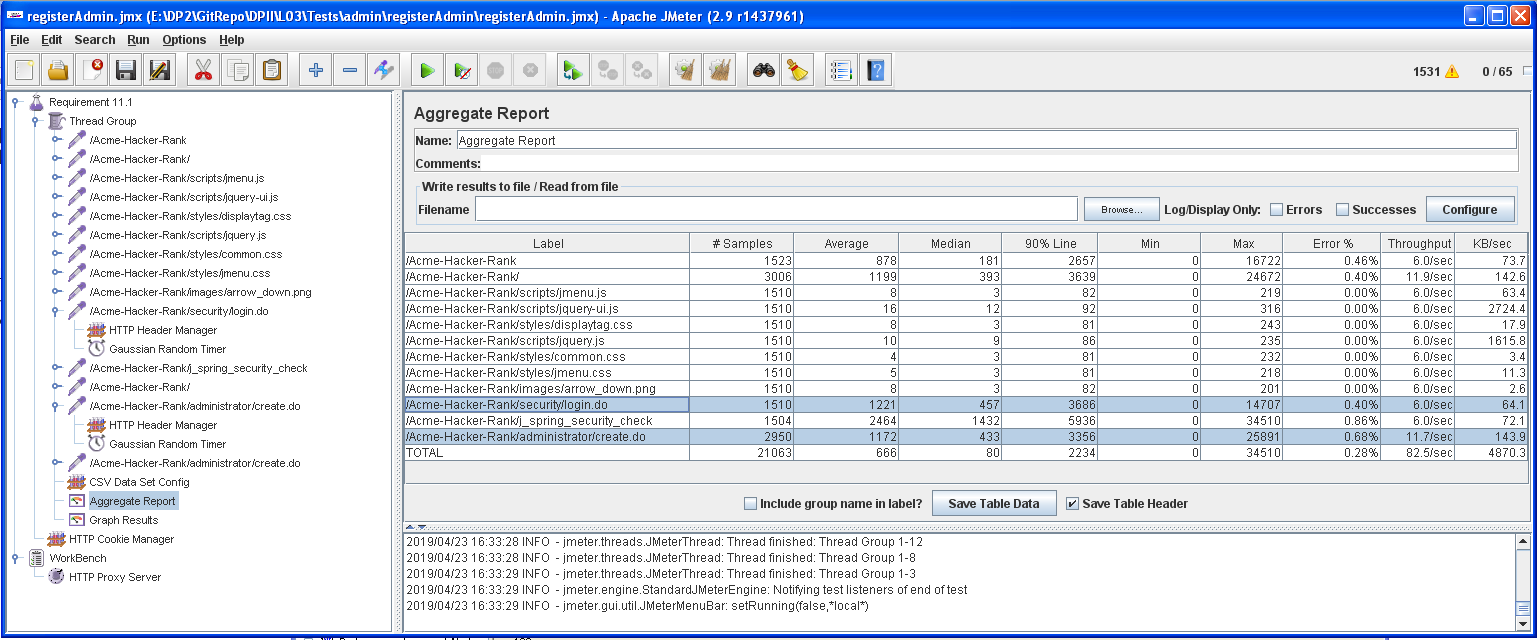 registerAdmin.jmx (E:\DP2\GitRepo\DPII\L03\Tests\admin\registerAdmin\registerAdmin.jmx) - Apache JMeter (2.9 r1437961)
File Edit Search Run Options Help
1531 0 / 65
Requirement 11.1
Thread Group
/Acme-Hacker-Rank
/Acme-Hacker-Rank/
/Acme-Hacker-Rank/scripts/jmenu.js
/Acme-Hacker-Rank/scripts/jquery-ui.js
/Acme-Hacker-Rank/styles/displaytag.css
/Acme-Hacker-Rank/scripts/jquery.js
/Acme-Hacker-Rank/styles/common.css
/Acme-Hacker-Rank/styles/jmenu.css
/Acme-Hacker-Rank/images/arrow_down.png
/Acme-Hacker-Rank/security/login.do
HTTP Header Manager
Gaussian Random Timer
/Acme-Hacker-Rank/j_spring_security_check
/Acme-Hacker-Rank/
/Acme-Hacker-Rank/administrator/create.do
HTTP Header Manager
Gaussian Random Timer
/Acme-Hacker-Rank/administrator/create.do
CSV Data Set Config
Aggregate Report
Graph Results
HTTP Cookie Manager
WorkBench
HTTP Proxy Server
Aggregate Report
Name: Aggregate Report
Comments:
Write results to file / Read from file
Filename Browse... Log/Display Only: Errors Successes Configure
Label # Samples Average Median 90% Line Min Max Error % Throughput KB/sec
/Acme-Hacker-Rank 1523 878 181 2657 0 16722 0.46% 6.0/sec 73.7
/Acme-Hacker-Rank/ 3006 1199 393 3639 0 24672 0.40% 11.9/sec 142.6
/Acme-Hacker-Rank/scripts/jmenu.js 1510 8 3 82 0 219 0.00% 6.0/sec 63.4
/Acme-Hacker-Rank/scripts/jquery-ui.js 1510 16 12 92 0 316 0.00% 6.0/sec 2724.4
/Acme-Hacker-Rank/styles/displaytag.css 1510 8 3 81 0 243 0.00% 6.0/sec 17.9
/Acme-Hacker-Rank/scripts/jquery.js 1510 10 9 86 0 235 0.00% 6.0/sec 1615.8
/Acme-Hacker-Rank/styles/common.css 1510 4 3 81 0 232 0.00% 6.0/sec 3.4
/Acme-Hacker-Rank/styles/jmenu.css 1510 5 3 81 0 218 0.00% 6.0/sec 11.3
/Acme-Hacker-Rank/images/arrow_down.png 1510 8 3 82 0 201 0.00% 6.0/sec 2.6
/Acme-Hacker-Rank/security/login.do 1510 1221 457 3686 0 14707 0.40% 6.0/sec 64.1
/Acme-Hacker-Rank/j_spring_security_check 1504 2464 1432 5936 0 34510 0.86% 6.0/sec 72.1
/Acme-Hacker-Rank/administrator/create.do 2950 1172 433 3356 0 25891 0.68% 11.7/sec 143.9
TOTAL 21063 666 80 2234 0 34510 0.28% 82.5/sec 4870.3
Include group name in label? Save Table Data Save Table Header
2019/04/23 16:33:28 INFO - jmeter.threads.JMeterThread: Thread finished: Thread Group 1-12
2019/04/23 16:33:28 INFO - jmeter.threads.JMeterThread: Thread finished: Thread Group 1-8
2019/04/23 16:33:29 INFO - jmeter.threads.JMeterThread: Thread finished: Thread Group 1-3
2019/04/23 16:33:29 INFO - jmeter.engine.StandardJMeterEngine: Notifying test listeners of end of test
2019/04/23 16:33:29 INFO - jmeter.gui.util.JMeterMenuBar: setRunning(false,*local*)